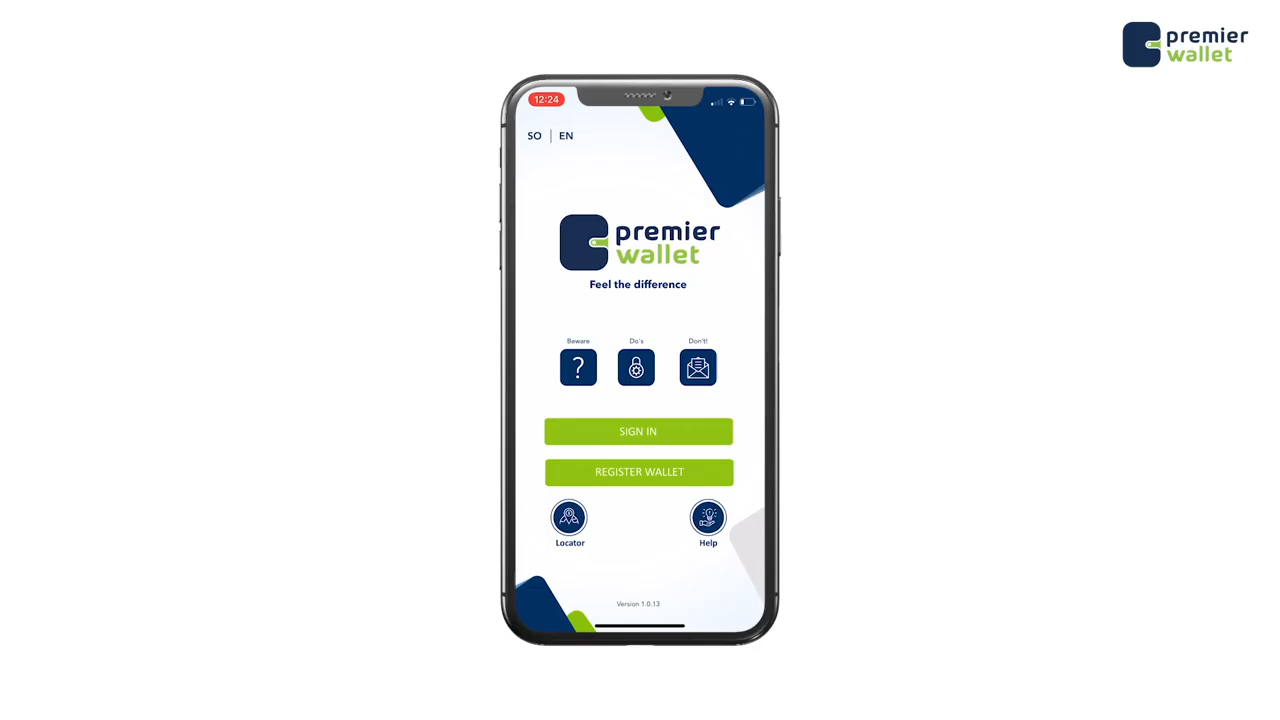 premier
wallet
12:24
SO | EN
premier
wallet
Feel the difference
Beware
Do's
Don't!
SIGN IN
REGISTER WALLET
Locator
Help
Version 1.0.13